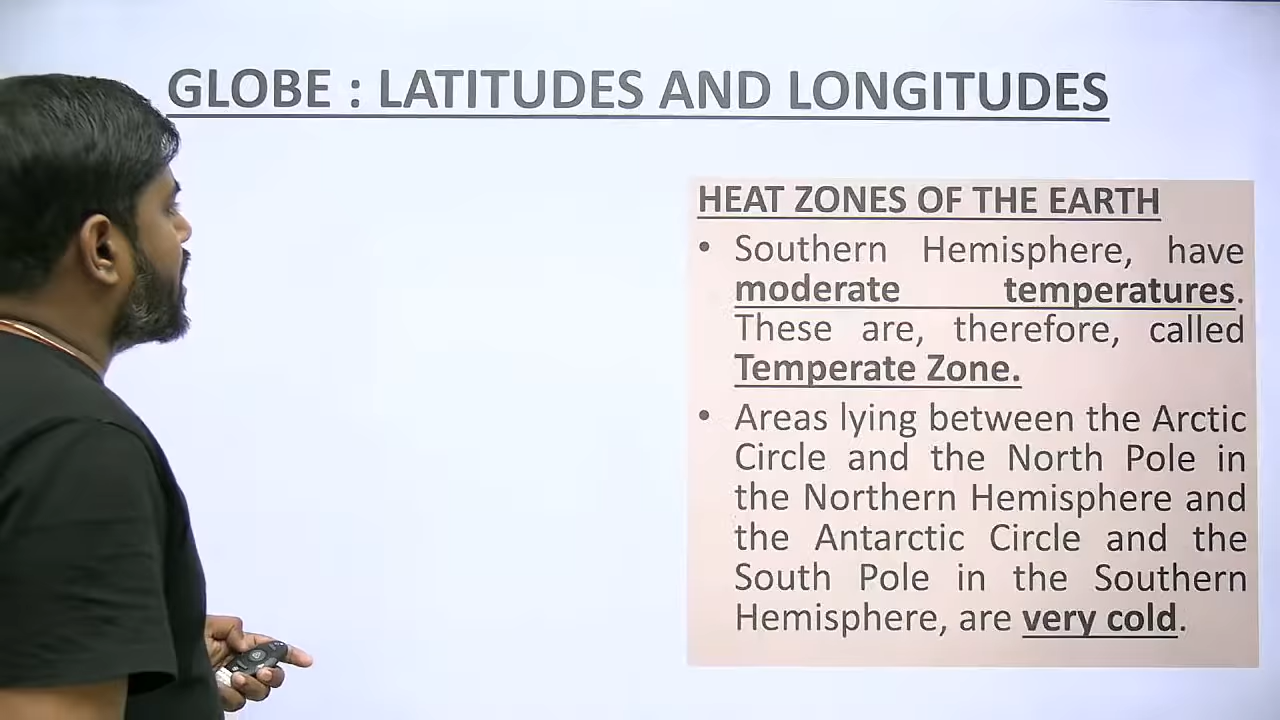 GLOBE : LATITUDES AND LONGITUDES
HEAT ZONES OF THE EARTH
• Southern Hemisphere, have
moderate temperatures.
These are, therefore, called
Temperate Zone.
• Areas lying between the Arctic
Circle and the North Pole in
the Northern Hemisphere and
the Antarctic Circle and the
South Pole in the Southern
Hemisphere, are very cold.